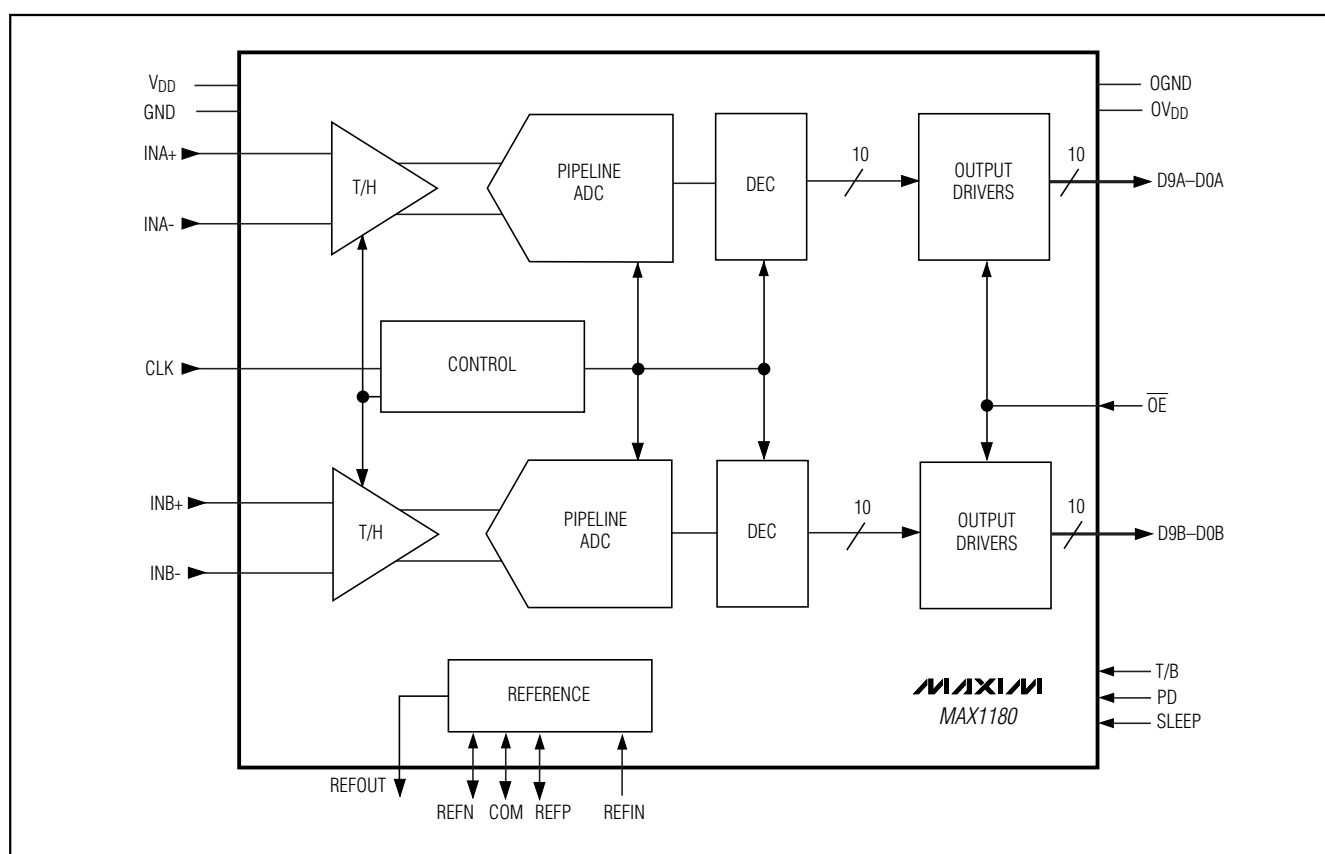 VDD
GND
INA+
INA-
T/H
PIPELINE
ADC
DEC
10
OUTPUT
DRIVERS
10
D9A–D0A
OGND
OVDD
CLK
CONTROL
OE
INB+
INB-
T/H
PIPELINE
ADC
DEC
10
OUTPUT
DRIVERS
10
D9B–D0B
REFERENCE
MAXIM
MAX1180
T/B
PD
SLEEP
REFOUT
REFN
COM
REFP
REFIN